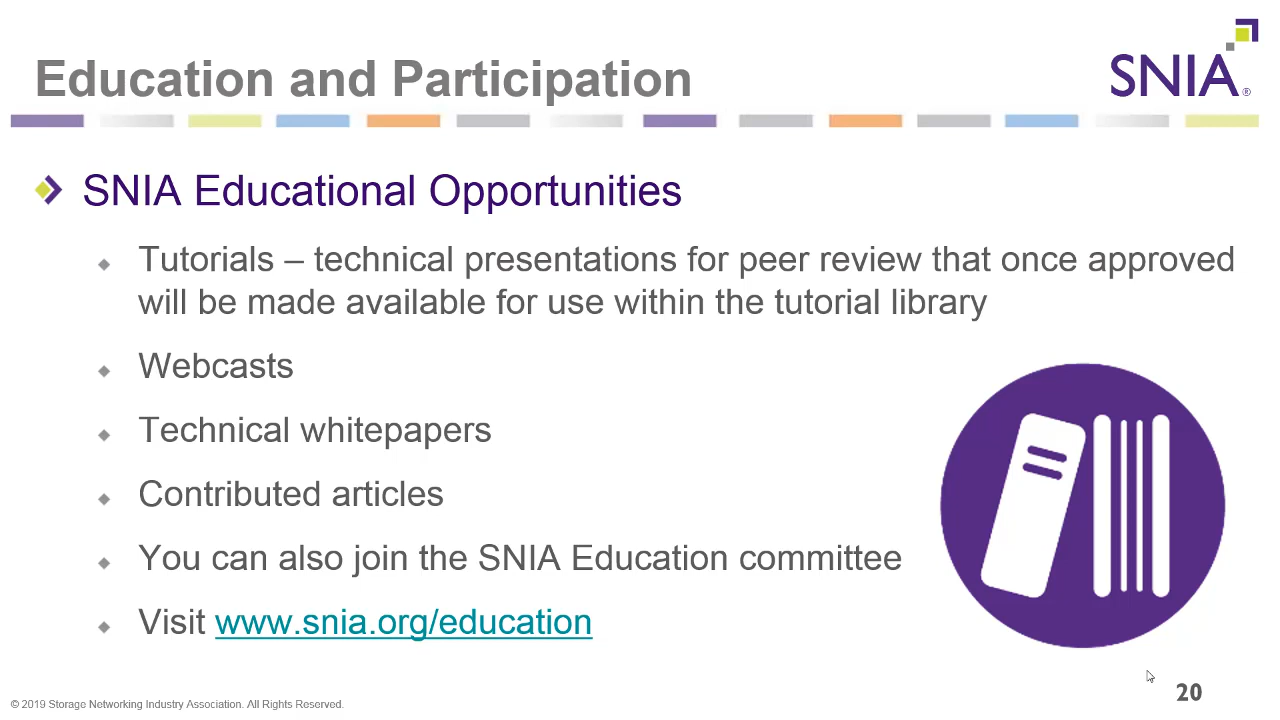 Education and Participation
SNIA®
SNIA Educational Opportunities
Tutorials – technical presentations for peer review that once approved
will be made available for use within the tutorial library
Webcasts
Technical whitepapers
Contributed articles
You can also join the SNIA Education committee
Visit www.snia.org/education
© 2019 Storage Networking Industry Association. All Rights Reserved.
20